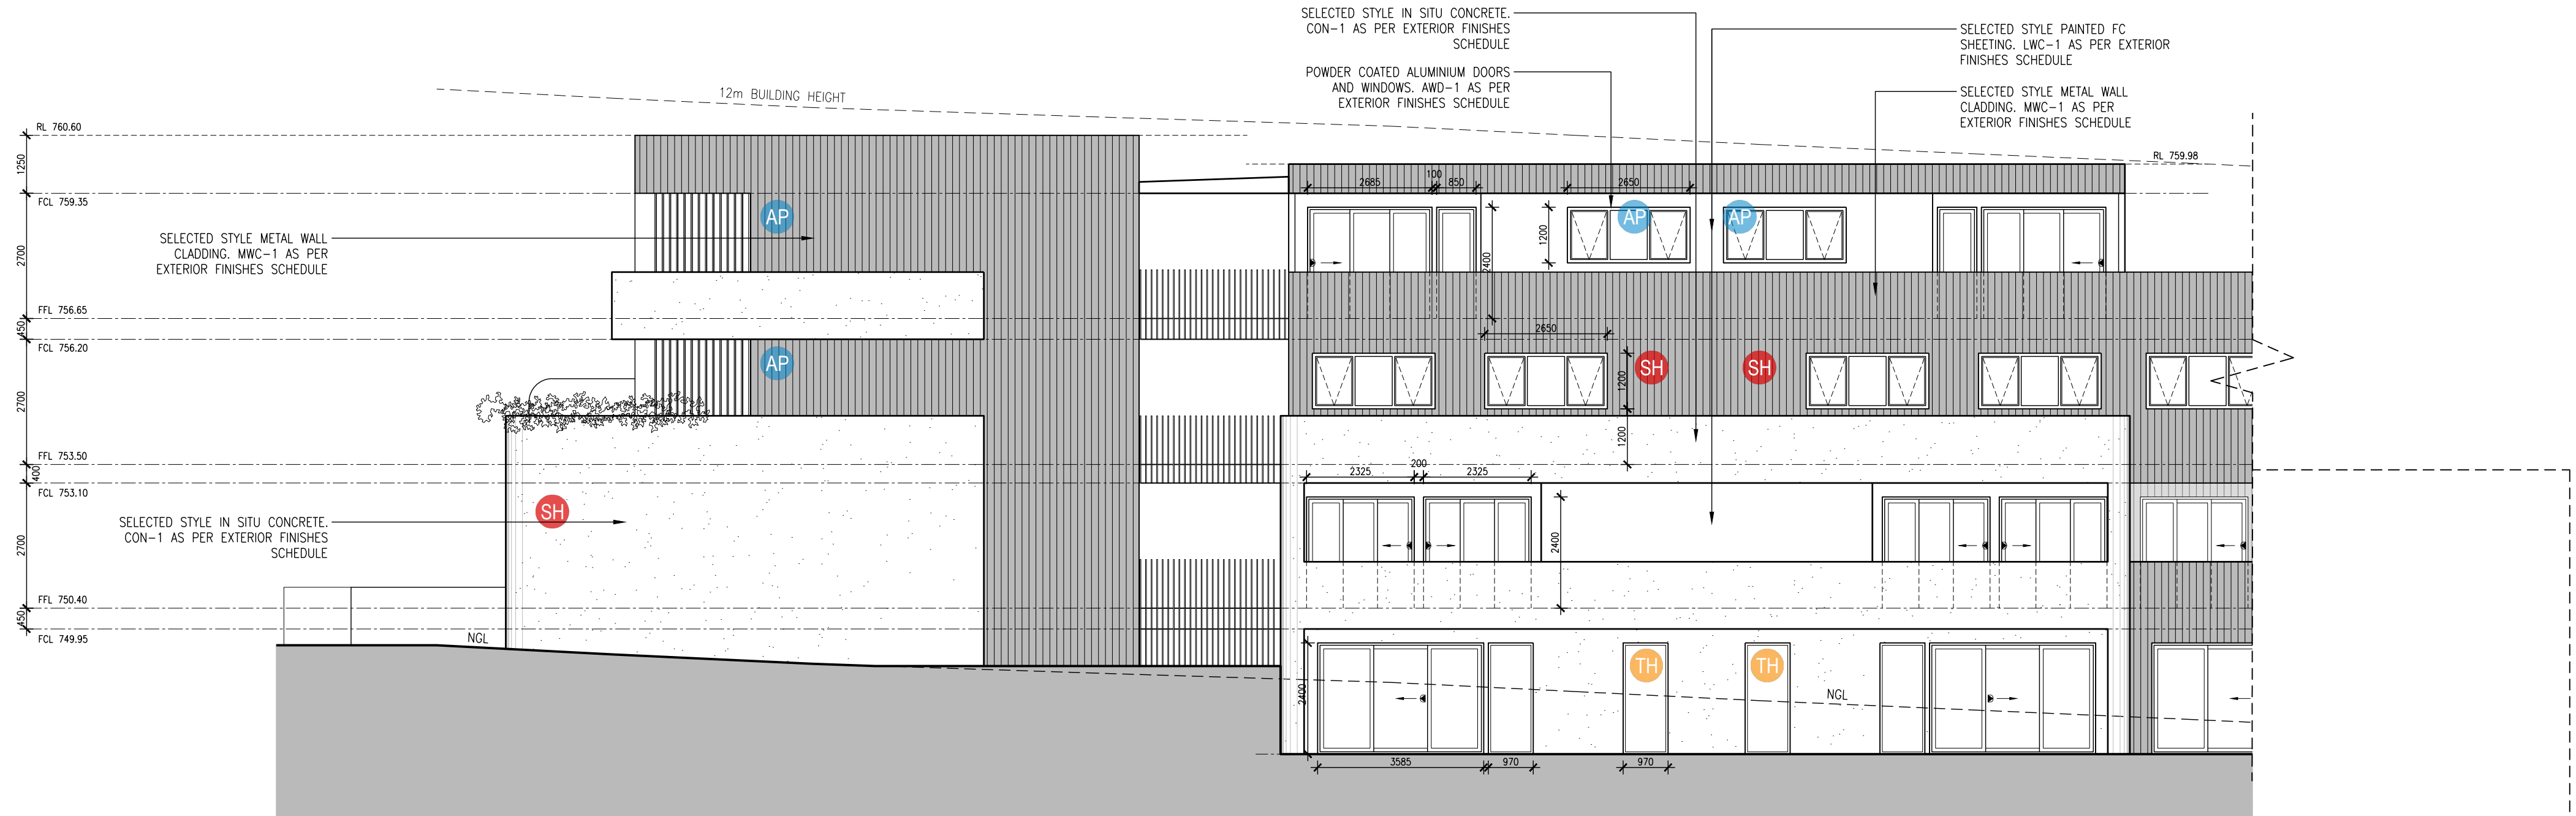 SELECTED STYLE IN SITU CONCRETE.
CON-1 AS PER EXTERIOR FINISHES
SCHEDULE
POWDER COATED ALUMINIUM DOORS
AND WINDOWS. AWD-1 AS PER
EXTERIOR FINISHES SCHEDULE
SELECTED STYLE PAINTED FC
SHEETING. LWC-1 AS PER EXTERIOR
FINISHES SCHEDULE
SELECTED STYLE METAL WALL
CLADDING. MWC-1 AS PER
EXTERIOR FINISHES SCHEDULE
12m BUILDING HEIGHT
RL 760.60
RL 759.98
1250
FCL 759.35
2700
FFL 756.65
450
FCL 756.20
2700
FFL 753.50
400
FCL 753.10
2700
FFL 750.40
450
FCL 749.95
SELECTED STYLE METAL WALL
CLADDING. MWC-1 AS PER
EXTERIOR FINISHES SCHEDULE
SELECTED STYLE IN SITU CONCRETE.
CON-1 AS PER EXTERIOR FINISHES
SCHEDULE
AP
AP
SH
NGL
2685
100
850
2650
2400
1200
AP
AP
2650
1200
SH
SH
1200
2325
200
2325
2400
2400
TH
TH
NGL
3585
970
970